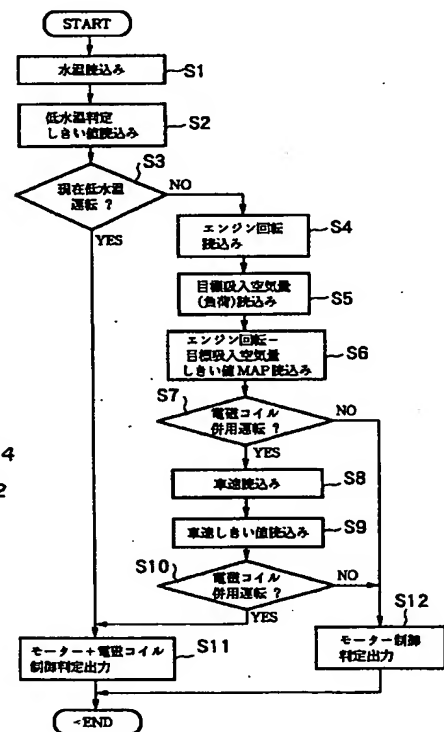 START
水温読込み
S1
低水温判定
しきい値読込み
S2
S3
現在低水温
運転？
NO
YES
エンジン回転
読込み
S4
目標吸入空気量
(負荷)読込み
S5
エンジン回転－
目標吸入空気量
しきい値MAP読込み
S6
S7
電磁コイル
併用運転？
NO
YES
4
2
車速読込み
S8
車速しきい値読込み
S9
S10
電磁コイル
併用運転？
NO
YES
モーター＋電磁コイル
制御判定出力
S11
S12
モーター制御
判定出力
<END